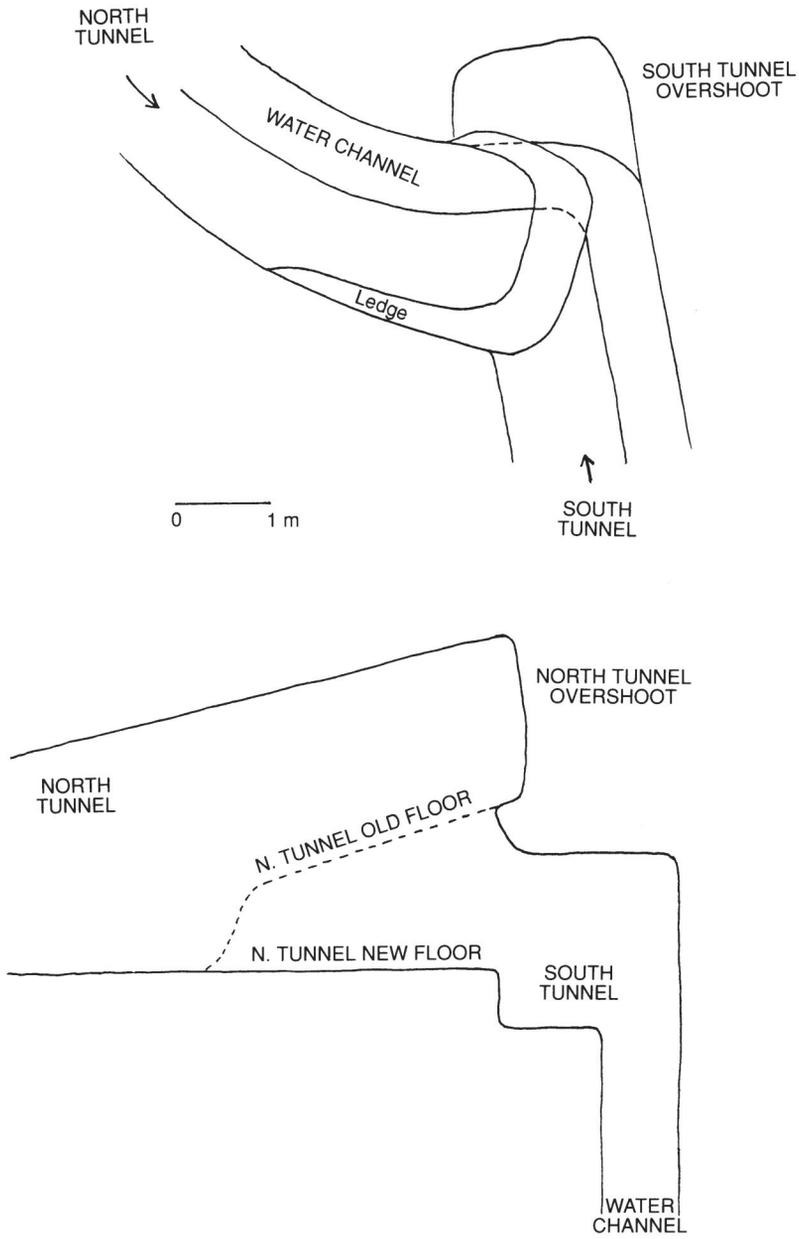 NORTH
TUNNEL
SOUTH TUNNEL
OVERSHOOT
WATER CHANNEL
Ledge
0 1 m
SOUTH
TUNNEL
NORTH TUNNEL
OVERSHOOT
NORTH
TUNNEL
N. TUNNEL OLD FLOOR
N. TUNNEL NEW FLOOR
SOUTH
TUNNEL
WATER
CHANNEL